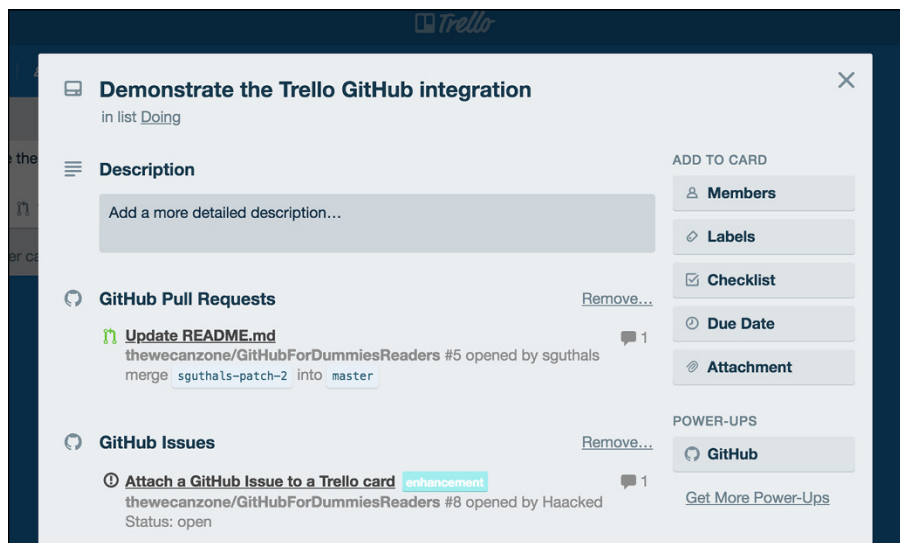 Trello
Demonstrate the Trello GitHub integration
in list Doing
Description
Add a more detailed description…
GitHub Pull Requests
Remove…
Update README.md
1
thewecanzone/GitHubForDummiesReaders #5 opened by sguthals
merge sguthals-patch-2 into master
GitHub Issues
Remove…
Attach a GitHub Issue to a Trello card enhancement
1
thewecanzone/GitHubForDummiesReaders #8 opened by Haacked
Status: open
ADD TO CARD
Members
Labels
Checklist
Due Date
Attachment
POWER-UPS
GitHub
Get More Power-Ups
the